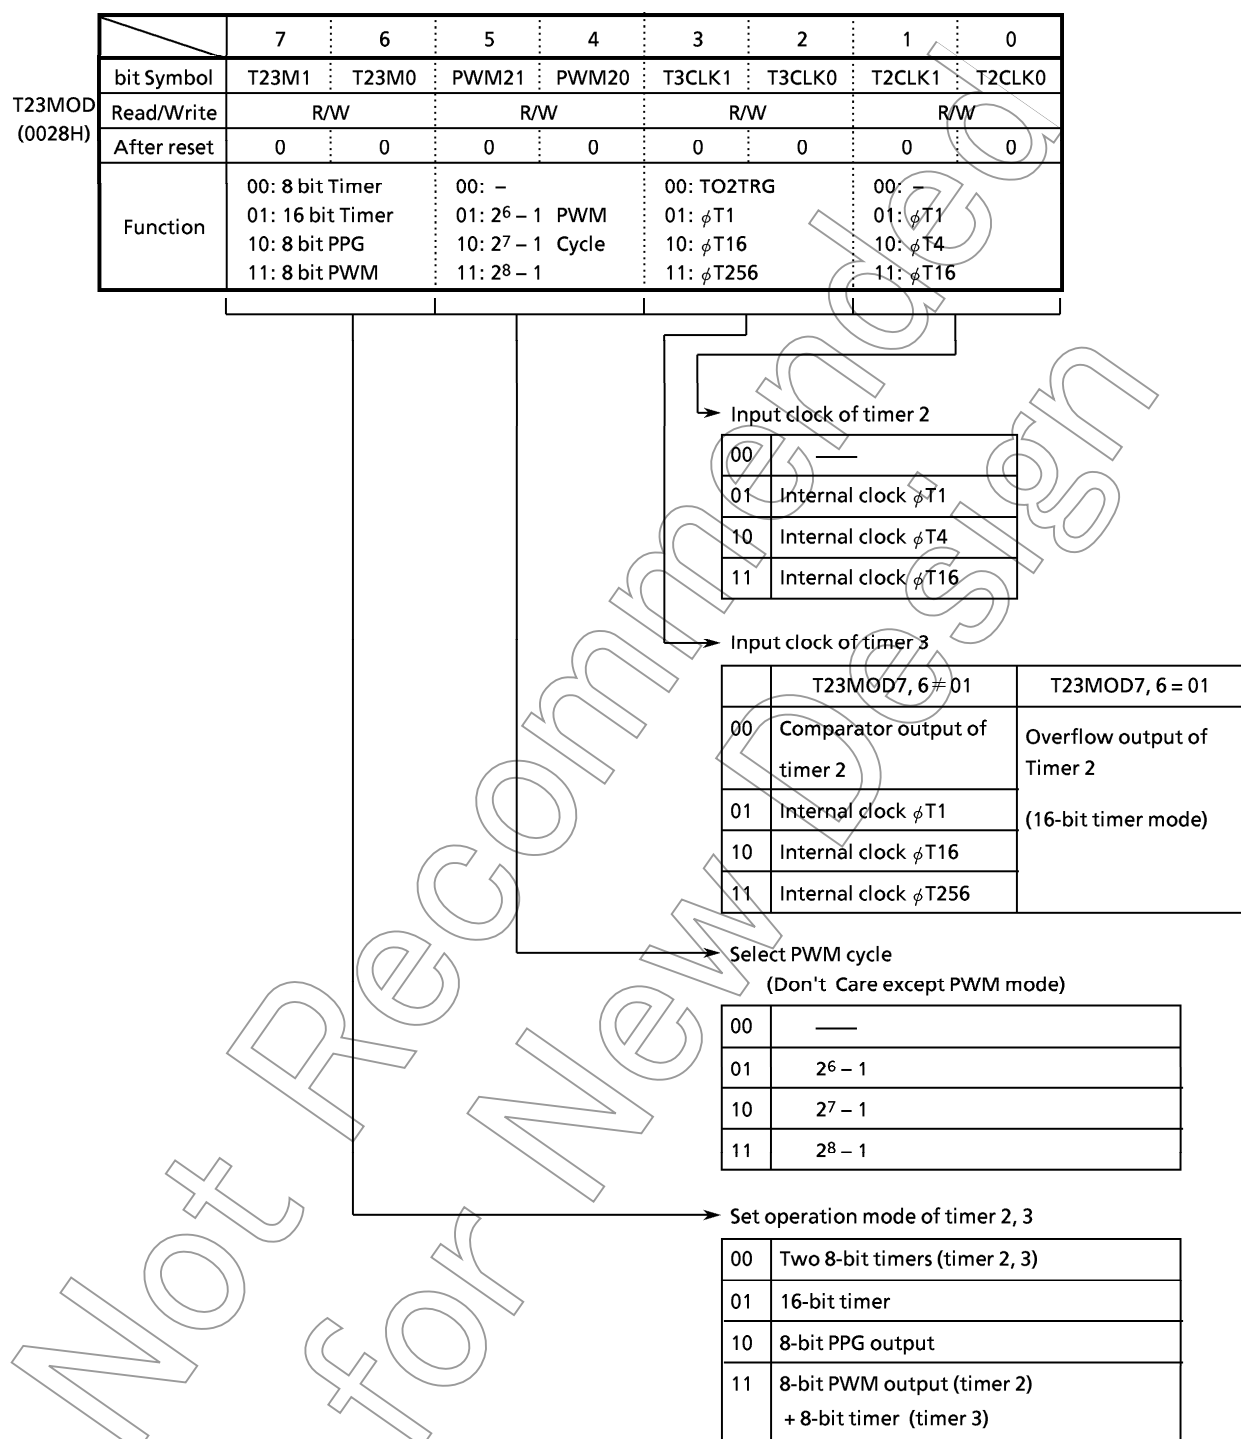 7 6 5 4 3 2 1 0
bit Symbol T23M1 T23M0 PWM21 PWM20 T3CLK1 T3CLK0 T2CLK1 T2CLK0
T23MOD
(0028H)
Read/Write R/W R/W R/W R/W
After reset 0 0 0 0 0 0 0 0
Function
00: 8 bit Timer 00: – 00: TO2TRG 00: –
01: 16 bit Timer 01: 2⁶ – 1 PWM 01: ϕT1 01: ϕT1
10: 8 bit PPG 10: 2⁷ – 1 Cycle 10: ϕT16 10: ϕT4
11: 8 bit PWM 11: 2⁸ – 1 11: ϕT256 11: ϕT16
Input clock of timer 2
00 ——
01 Internal clock ϕT1
10 Internal clock ϕT4
11 Internal clock ϕT16
Input clock of timer 3
T23MOD7, 6 ≠ 01 T23MOD7, 6 = 01
00 Comparator output of
timer 2
Overflow output of
Timer 2
(16-bit timer mode)
01 Internal clock ϕT1
10 Internal clock ϕT16
11 Internal clock ϕT256
Select PWM cycle
(Don't Care except PWM mode)
00 ——
01 2⁶ – 1
10 2⁷ – 1
11 2⁸ – 1
Set operation mode of timer 2, 3
00 Two 8-bit timers (timer 2, 3)
01 16-bit timer
10 8-bit PPG output
11 8-bit PWM output (timer 2)
+ 8-bit timer (timer 3)
Not Recommended
for New Design